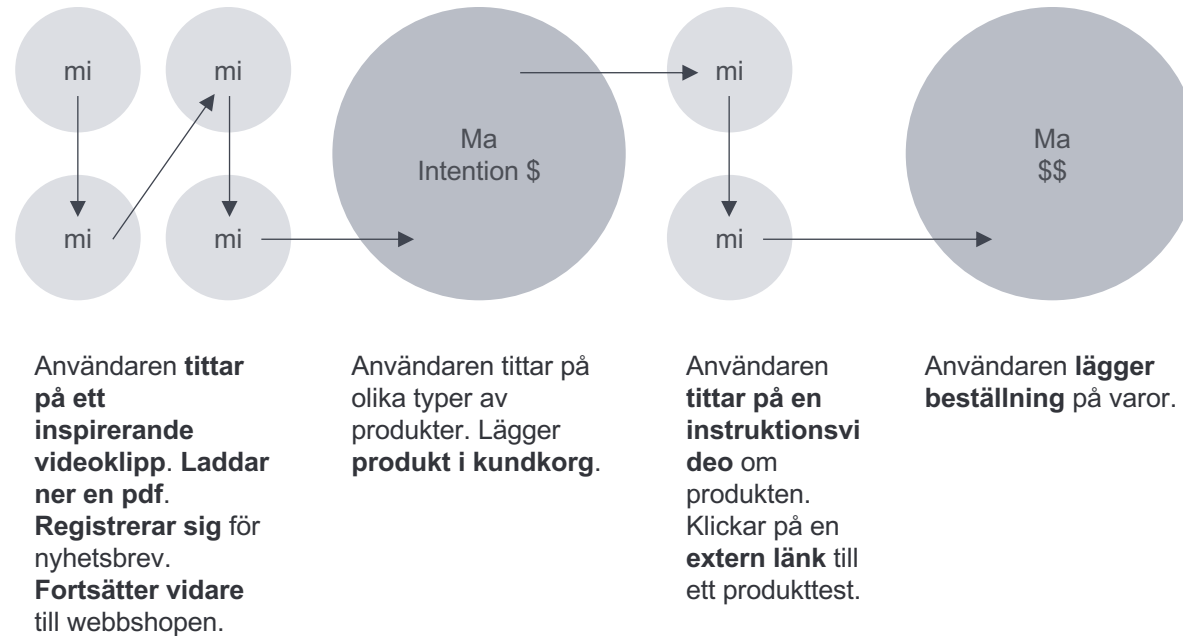 mi
mi
mi
mi
Ma
Intention $
mi
mi
Ma
$$
Användaren tittar
på ett
inspirerande
videoklipp. Laddar
ner en pdf.
Registrerar sig för
nyhetsbrev.
Fortsätter vidare
till webbshopen.
Användaren tittar på
olika typer av
produkter. Lägger
produkt i kundkorg.
Användaren
tittar på en
instruktionsvi
deo om
produkten.
Klickar på en
extern länk till
ett produkttest.
Användaren lägger
beställning på varor.